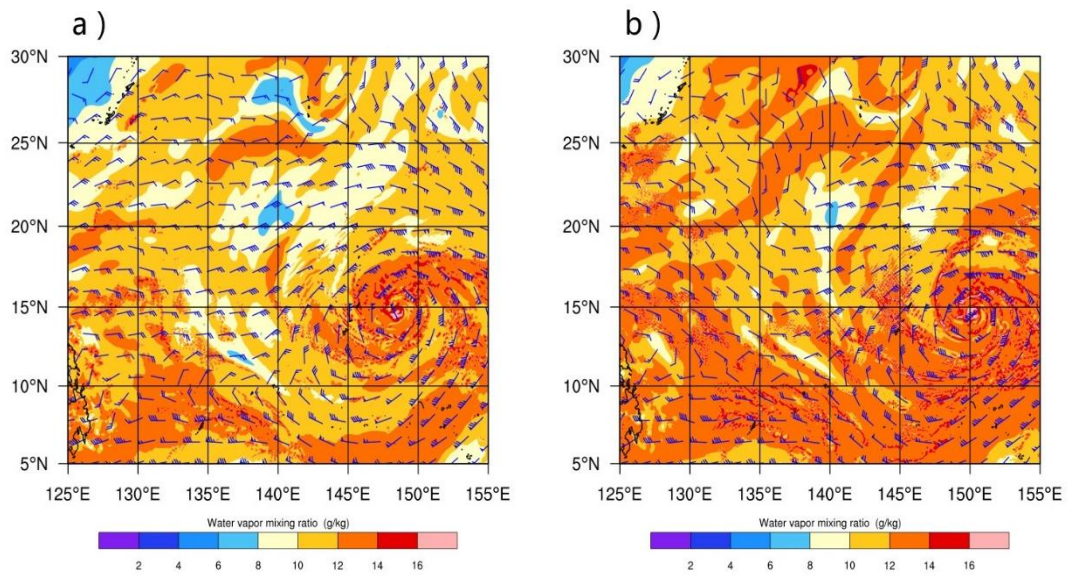 a )
b )
30°N
25°N
20°N
15°N
10°N
5°N
125°E 130°E 135°E 140°E 145°E 150°E 155°E
Water vapor mixing ratio (g/kg)
2 4 6 8 10 12 14 16
30°N
25°N
20°N
15°N
10°N
5°N
125°E 130°E 135°E 140°E 145°E 150°E 155°E
Water vapor mixing ratio (g/kg)
2 4 6 8 10 12 14 16